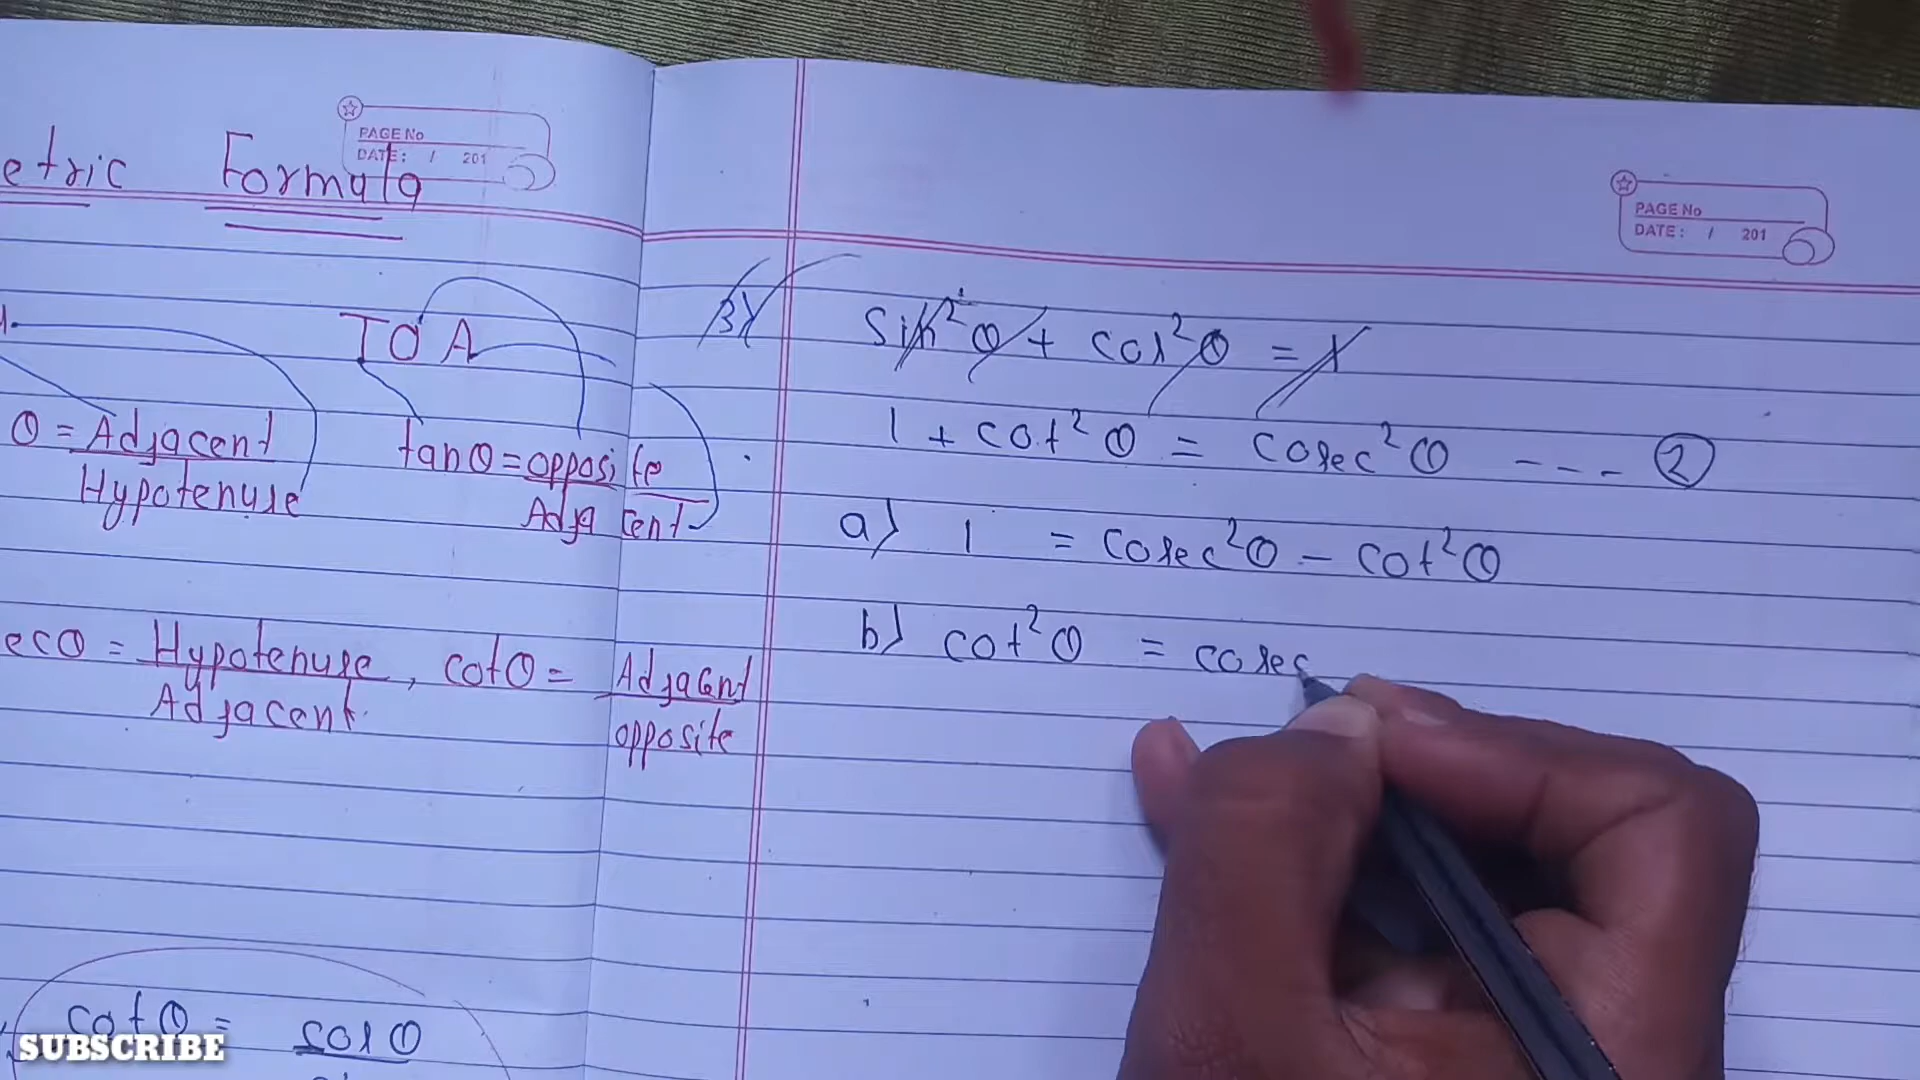 PAGE No
DATE: / 201
etric Formula
TOA
θ = Adjacent / Hypotenuse
tanθ = opposite / Adjacent
ecθ = Hypotenuse / Adjacent , cotθ = Adjacent / opposite
cotθ = cosθ
SUBSCRIBE
PAGE No
DATE: / 201
3) sin²θ + cos²θ = 1
1 + cot²θ = cosec²θ --- ②
a) 1 = cosec²θ - cot²θ
b) cot²θ = cosec